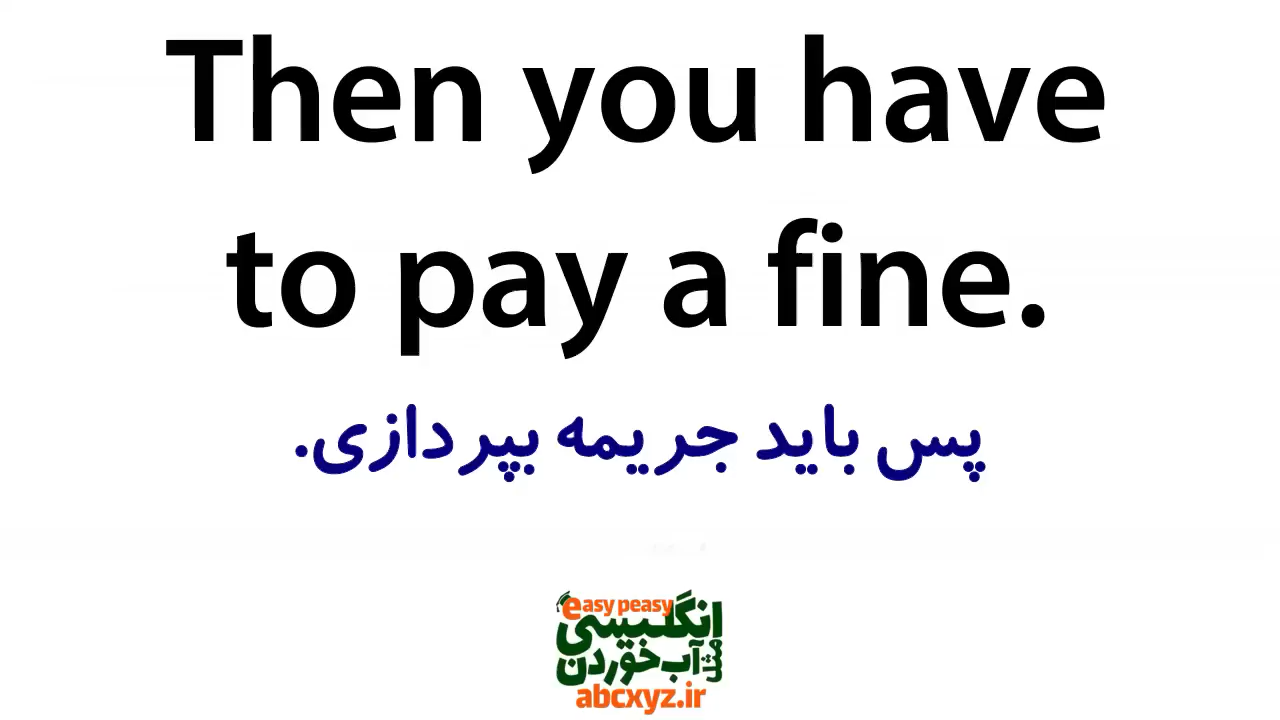 Then you have
to pay a fine.
پس باید جریمه بپردازی.
easy peasy
انگلیسی
مثل آب خوردن
abcxyz.ir